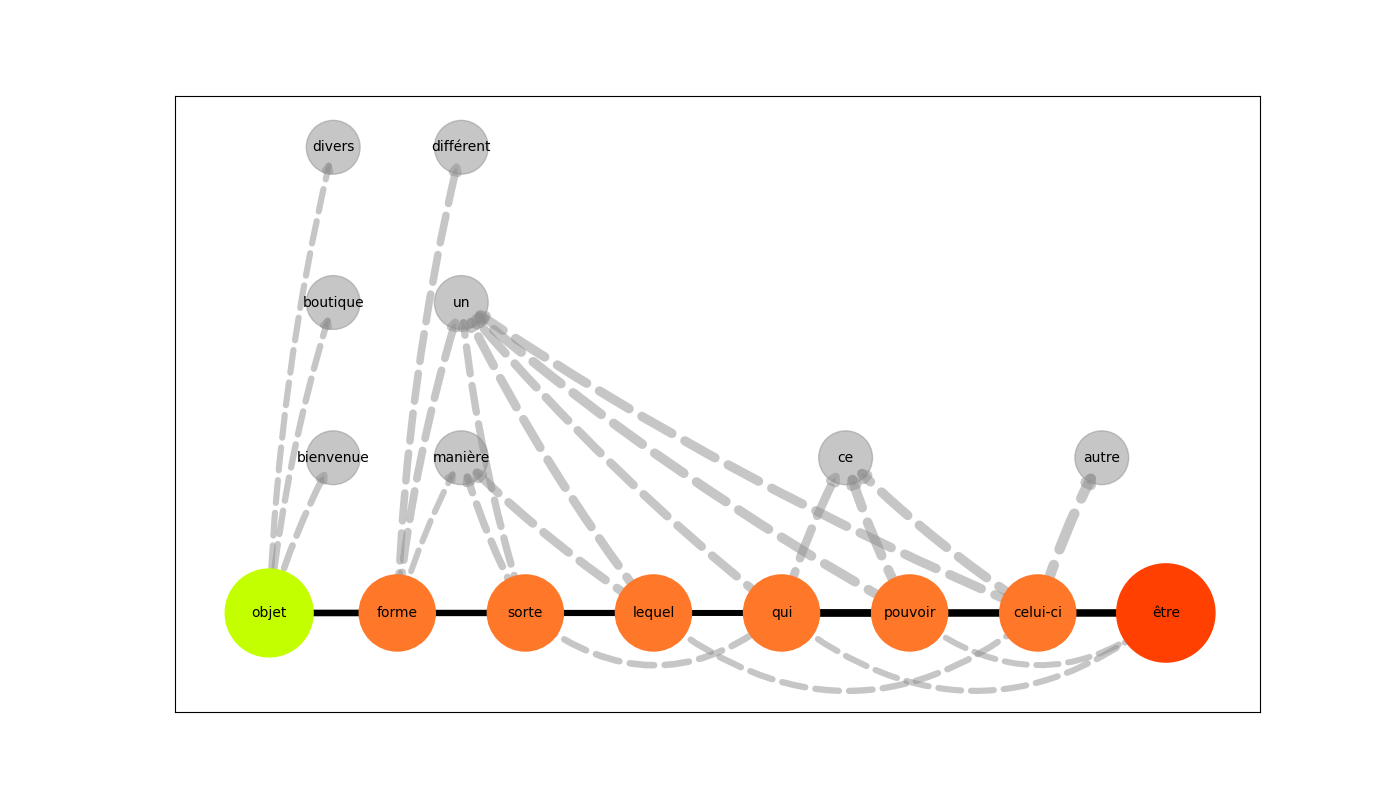 divers
différent
boutique
un
bienvenue
manière
ce
autre
objet
forme
sorte
lequel
qui
pouvoir
celui-ci
être